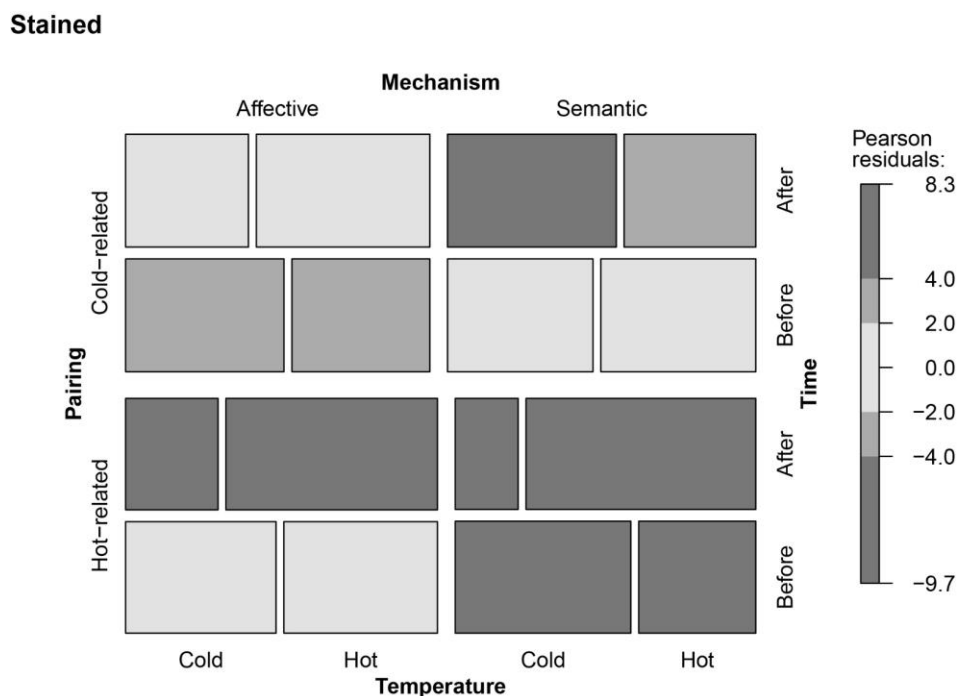 Stained
Mechanism
Affective
Semantic
Pearson
residuals:
8.3
4.0
2.0
0.0
−2.0
−4.0
−9.7
Pairing
Cold−related
Hot−related
After
Before
After
Before
Time
Cold
Hot
Cold
Hot
Temperature